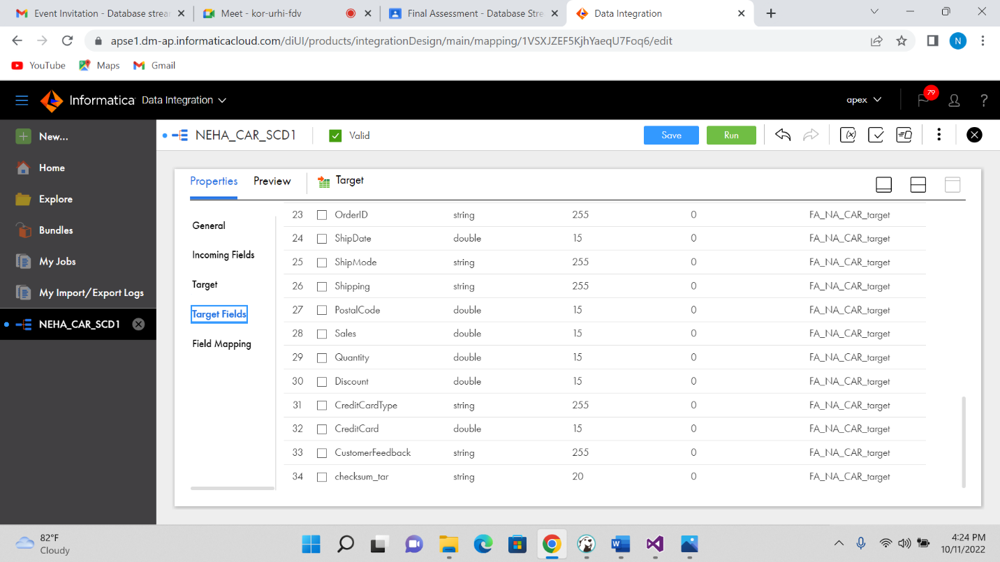 Event Invitation - Database strea
Meet - kor-urhi-fdv
Final Assessment - Database Stre
Data Integration
apse1.dm-ap.informaticacloud.com/diUI/products/integrationDesign/main/mapping/1VSXJZEF5KjhYaeqU7Foq6/edit
N
YouTube
Maps
Gmail
Informatica Data Integration
apex
79
?
New...
NEHA_CAR_SCD1
Valid
Save
Run
Home
Explore
Bundles
My Jobs
My Import/Export Logs
NEHA_CAR_SCD1
Properties
Preview
Target
General
Incoming Fields
Target
Target Fields
Field Mapping
23 OrderID string 255 0 FA_NA_CAR_target
24 ShipDate double 15 0 FA_NA_CAR_target
25 ShipMode string 255 0 FA_NA_CAR_target
26 Shipping string 255 0 FA_NA_CAR_target
27 PostalCode double 15 0 FA_NA_CAR_target
28 Sales double 15 0 FA_NA_CAR_target
29 Quantity double 15 0 FA_NA_CAR_target
30 Discount double 15 0 FA_NA_CAR_target
31 CreditCardType string 255 0 FA_NA_CAR_target
32 CreditCard double 15 0 FA_NA_CAR_target
33 CustomerFeedback string 255 0 FA_NA_CAR_target
34 checksum_tar string 20 0 FA_NA_CAR_target
82°F
Cloudy
4:24 PM
10/11/2022